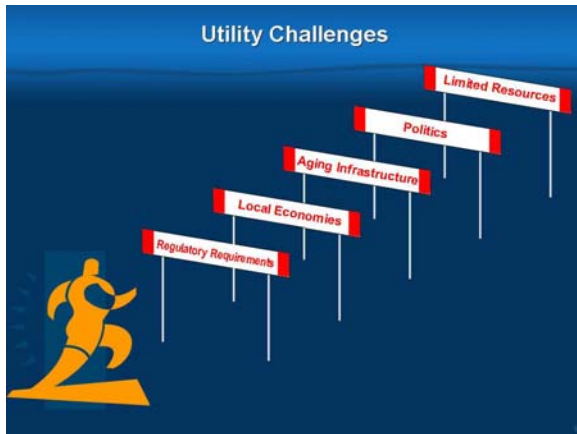 Utility Challenges
Limited Resources
Politics
Aging Infrastructure
Local Economies
Regulatory Requirements